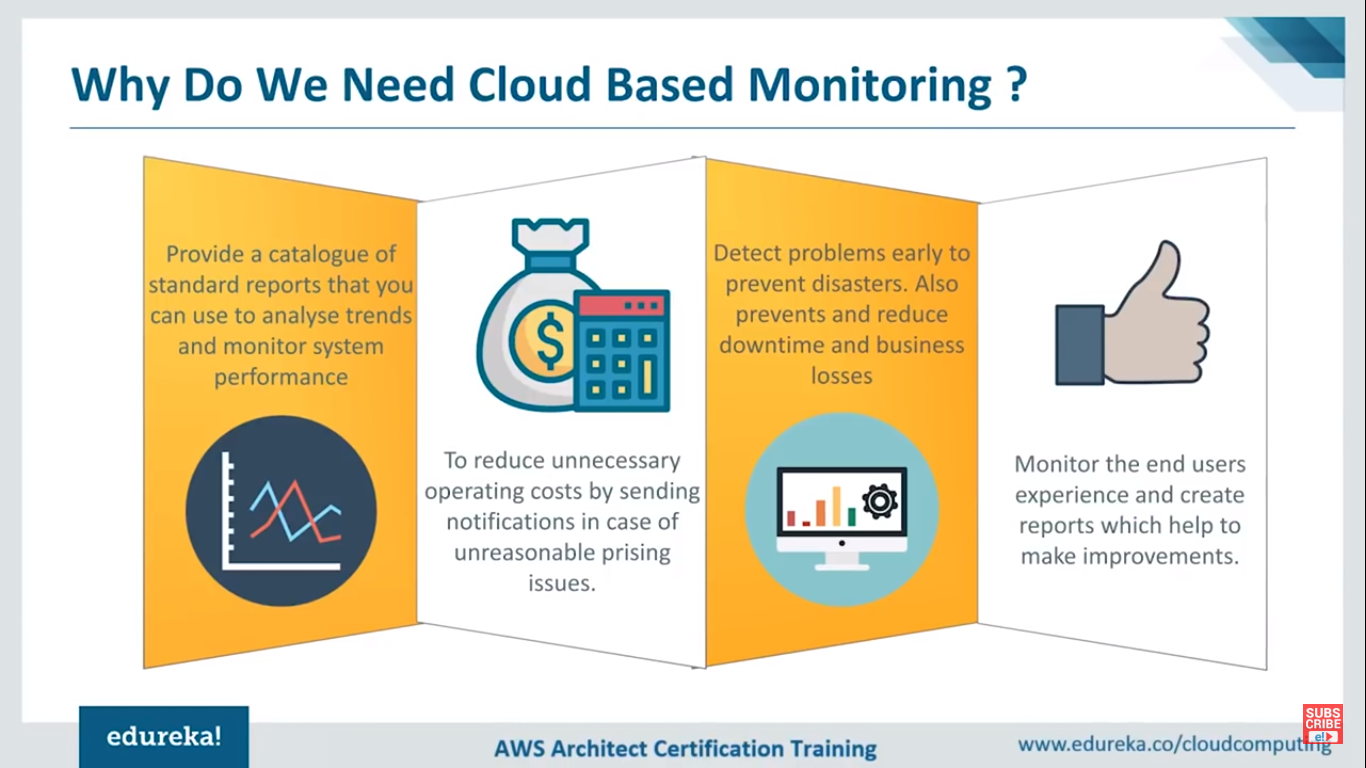 Why Do We Need Cloud Based Monitoring ?
Provide a catalogue of
standard reports that you
can use to analyse trends
and monitor system
performance
$
To reduce unnecessary
operating costs by sending
notifications in case of
unreasonable prising
issues.
Detect problems early to
prevent disasters. Also
prevents and reduce
downtime and business
losses
Monitor the end users
experience and create
reports which help to
make improvements.
edureka!
AWS Architect Certification Training
www.edureka.co/cloudcomputing
SUBS
CRIBE
e!